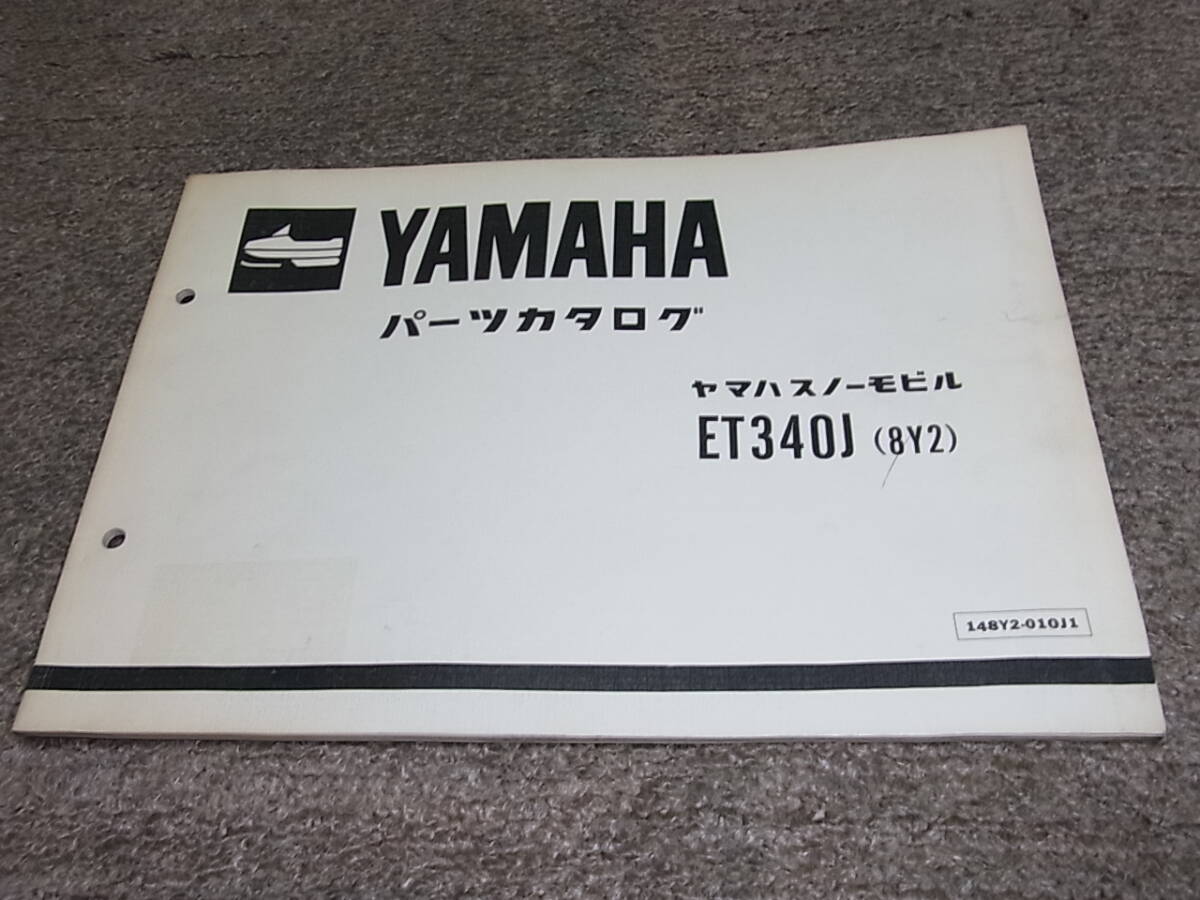 YAMAHA
パーツカタログ
ヤマハスノーモビル
ET340J (8Y2)
148Y2-010J1